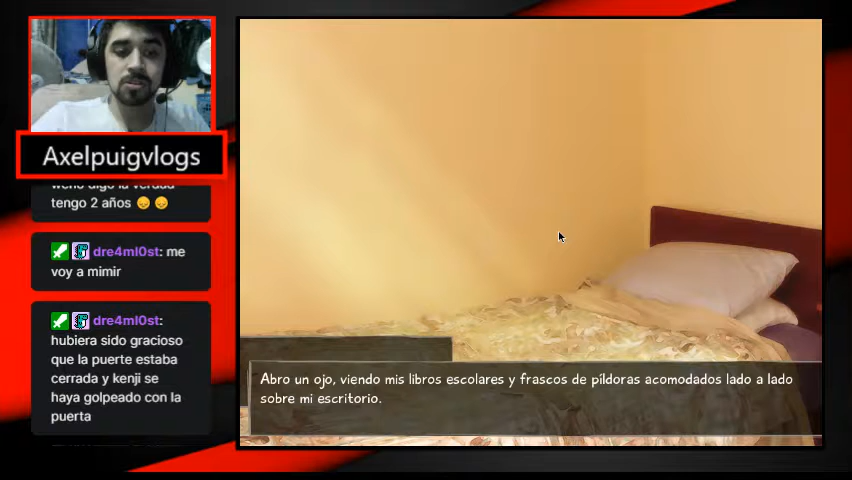 Axelpuigvlogs
weno digo la verdad
tengo 2 años 😞 😞
dre4ml0st: me
voy a mimir
dre4ml0st:
hubiera sido gracioso
que la puerte estaba
cerrada y kenji se
haya golpeado con la
puerta
Abro un ojo, viendo mis libros escolares y frascos de píldoras acomodados lado a lado
sobre mi escritorio.